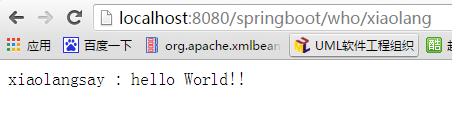 localhost:8080/springboot/who/xiaolang
应用 百度一下 org.apache.xmlbean UML软件工程组织 酷
xiaolangsay : hello World!!